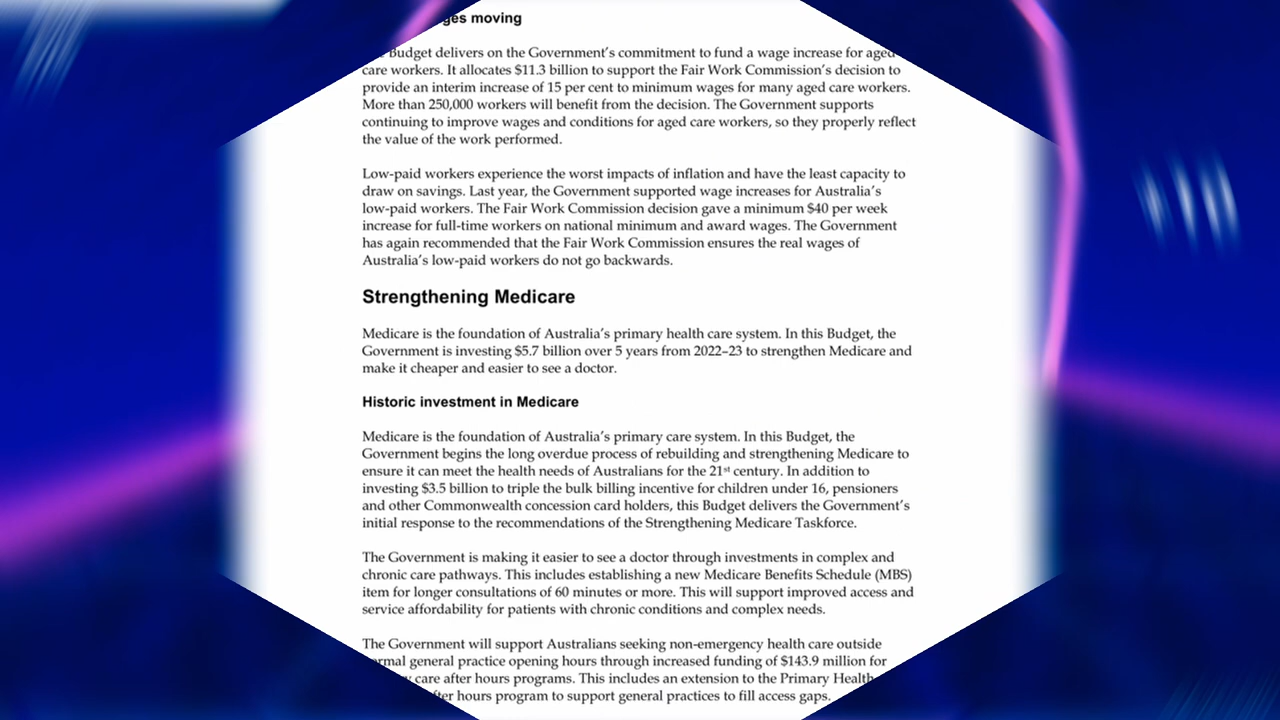 ges moving
Budget delivers on the Government's commitment to fund a wage increase for aged
care workers. It allocates $11.3 billion to support the Fair Work Commission's decision to
provide an interim increase of 15 per cent to minimum wages for many aged care workers.
More than 250,000 workers will benefit from the decision. The Government supports
continuing to improve wages and conditions for aged care workers, so they properly reflect
the value of the work performed.
Low-paid workers experience the worst impacts of inflation and have the least capacity to
draw on savings. Last year, the Government supported wage increases for Australia's
low-paid workers. The Fair Work Commission decision gave a minimum $40 per week
increase for full-time workers on national minimum and award wages. The Government
has again recommended that the Fair Work Commission ensures the real wages of
Australia's low-paid workers do not go backwards.
Strengthening Medicare
Medicare is the foundation of Australia's primary health care system. In this Budget, the
Government is investing $5.7 billion over 5 years from 2022–23 to strengthen Medicare and
make it cheaper and easier to see a doctor.
Historic investment in Medicare
Medicare is the foundation of Australia's primary care system. In this Budget, the
Government begins the long overdue process of rebuilding and strengthening Medicare to
ensure it can meet the health needs of Australians for the 21st century. In addition to
investing $3.5 billion to triple the bulk billing incentive for children under 16, pensioners
and other Commonwealth concession card holders, this Budget delivers the Government's
initial response to the recommendations of the Strengthening Medicare Taskforce.
The Government is making it easier to see a doctor through investments in complex and
chronic care pathways. This includes establishing a new Medicare Benefits Schedule (MBS)
item for longer consultations of 60 minutes or more. This will support improved access and
service affordability for patients with chronic conditions and complex needs.
The Government will support Australians seeking non-emergency health care outside
rmal general practice opening hours through increased funding of $143.9 million for
care after hours programs. This includes an extension to the Primary Health
ter hours program to support general practices to fill access gaps.